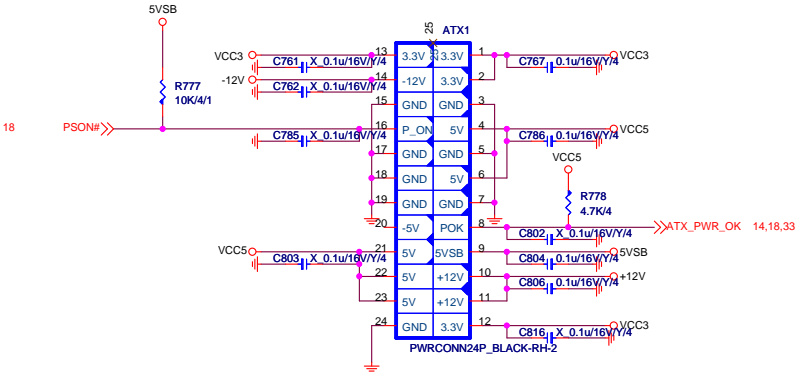 5VSB
25
ATX1
VCC3 13 3.3V 3.3V 1 VCC3
C761 X_0.1u/16V/Y/4 C767 0.1u/16V/Y/4
-12V 14 -12V 3.3V 2
C762 X_0.1u/16V/Y/4
R777
10K/4/1
15 GND GND 3
18 PSON# 16 P_ON 5V 4 VCC5
C785 X_0.1u/16V/Y/4 C786 0.1u/16V/Y/4
17 GND GND 5
VCC5
18 GND 5V 6
R778
4.7K/4
19 GND GND 7
20 -5V POK 8 ATX_PWR_OK 14,18,33
C802 X_0.1u/16V/Y/4
VCC5 21 5V 5VSB 9 5VSB
C803 X_0.1u/16V/Y/4 C804 0.1u/16V/Y/4
22 5V +12V 10 +12V
C806 0.1u/16V/Y/4
23 5V +12V 11
24 GND 3.3V 12 VCC3
C816 X_0.1u/16V/Y/4
PWRCONN24P_BLACK-RH-2